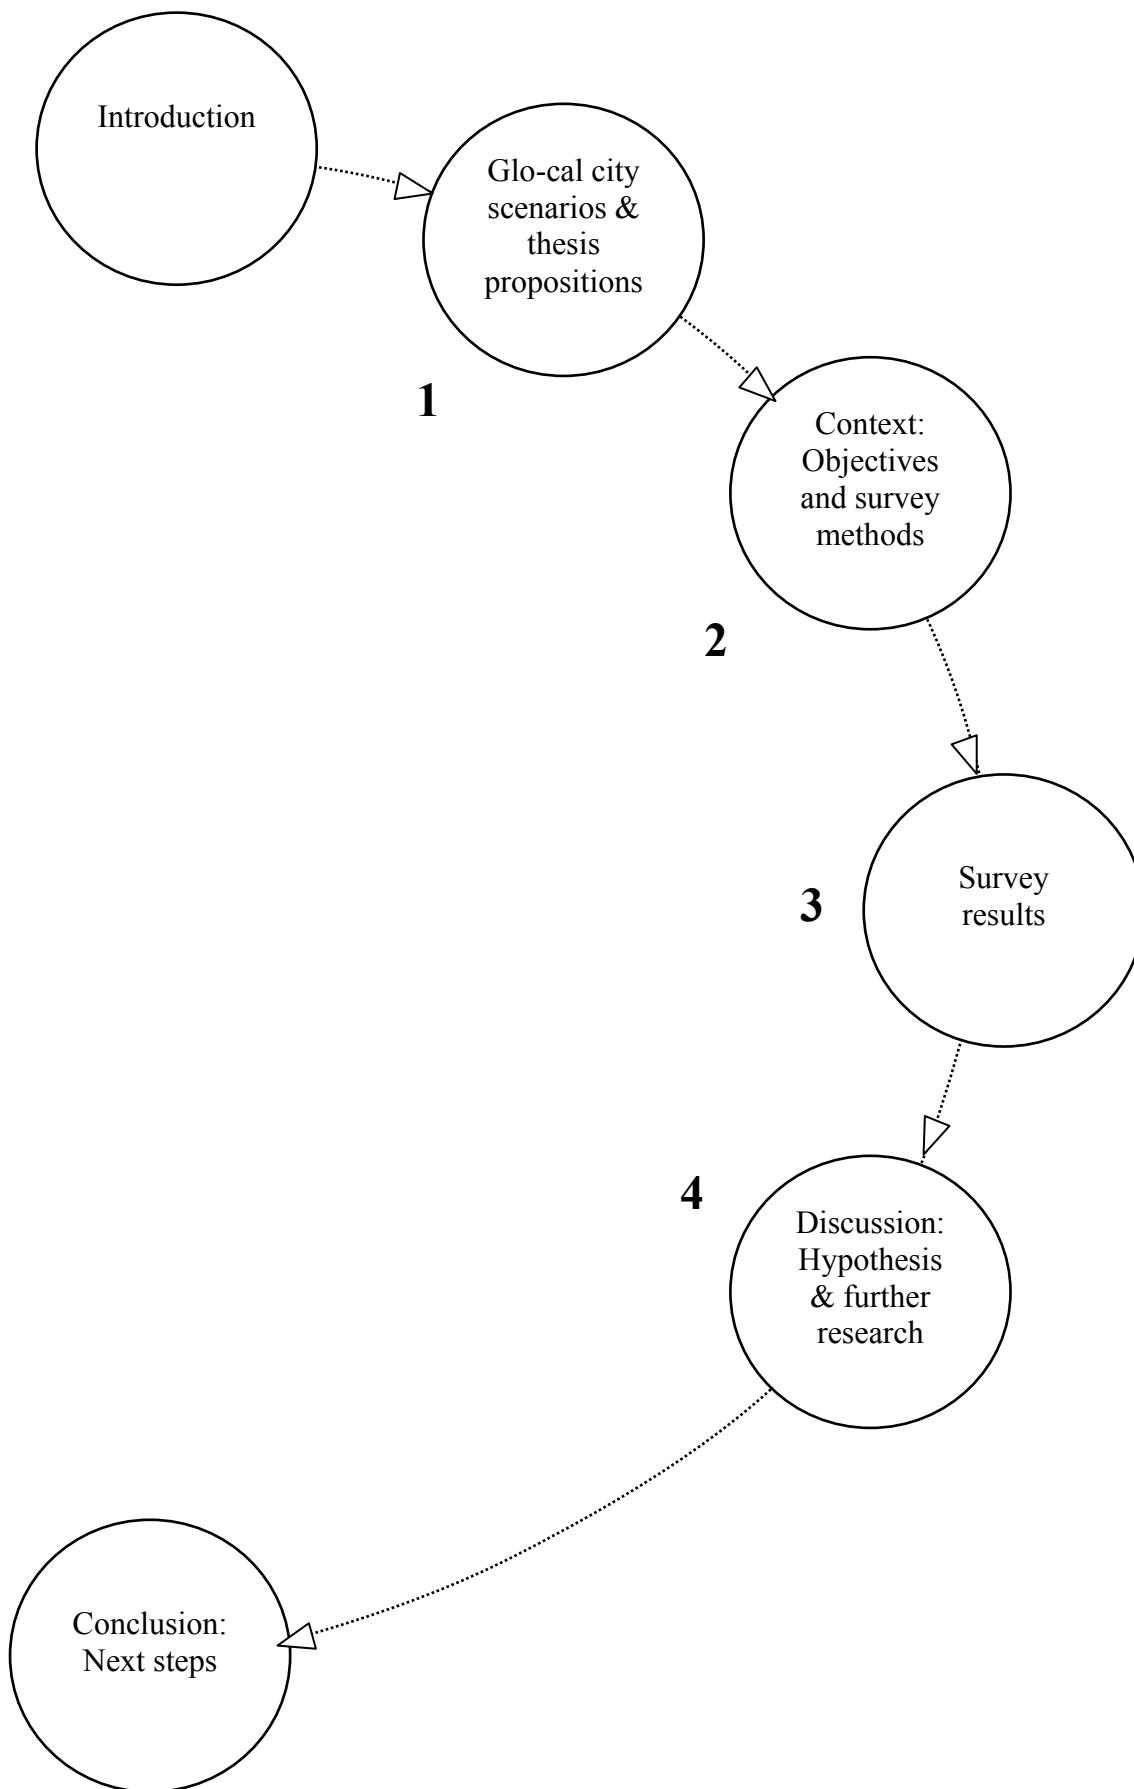 Introduction
Glo-cal city
scenarios &
thesis
propositions
1
Context:
Objectives
and survey
methods
2
Survey
results
3
4
Discussion:
Hypothesis
& further
research
Conclusion:
Next steps